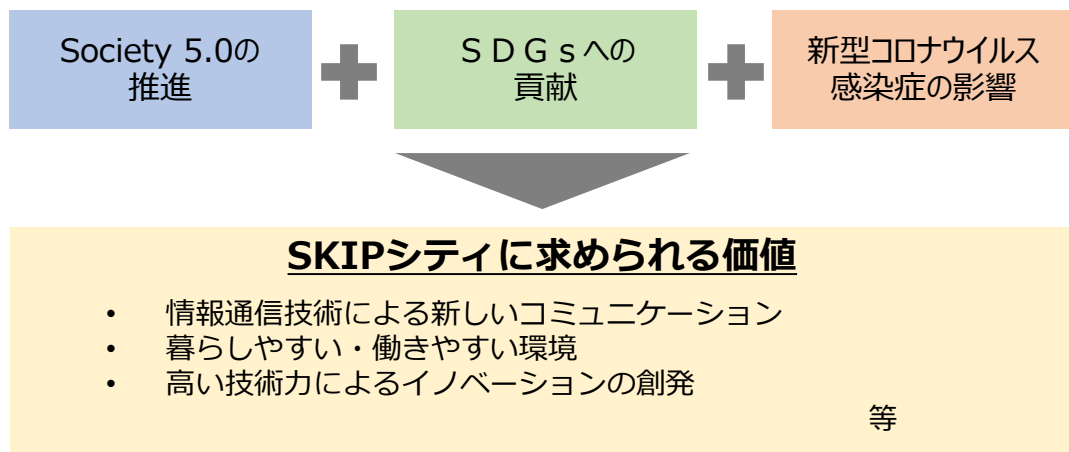 Society 5.0の
推進
ＳＤＧｓへの
貢献
新型コロナウイルス
感染症の影響
SKIPシティに求められる価値
• 情報通信技術による新しいコミュニケーション
• 暮らしやすい・働きやすい環境
• 高い技術力によるイノベーションの創発
等